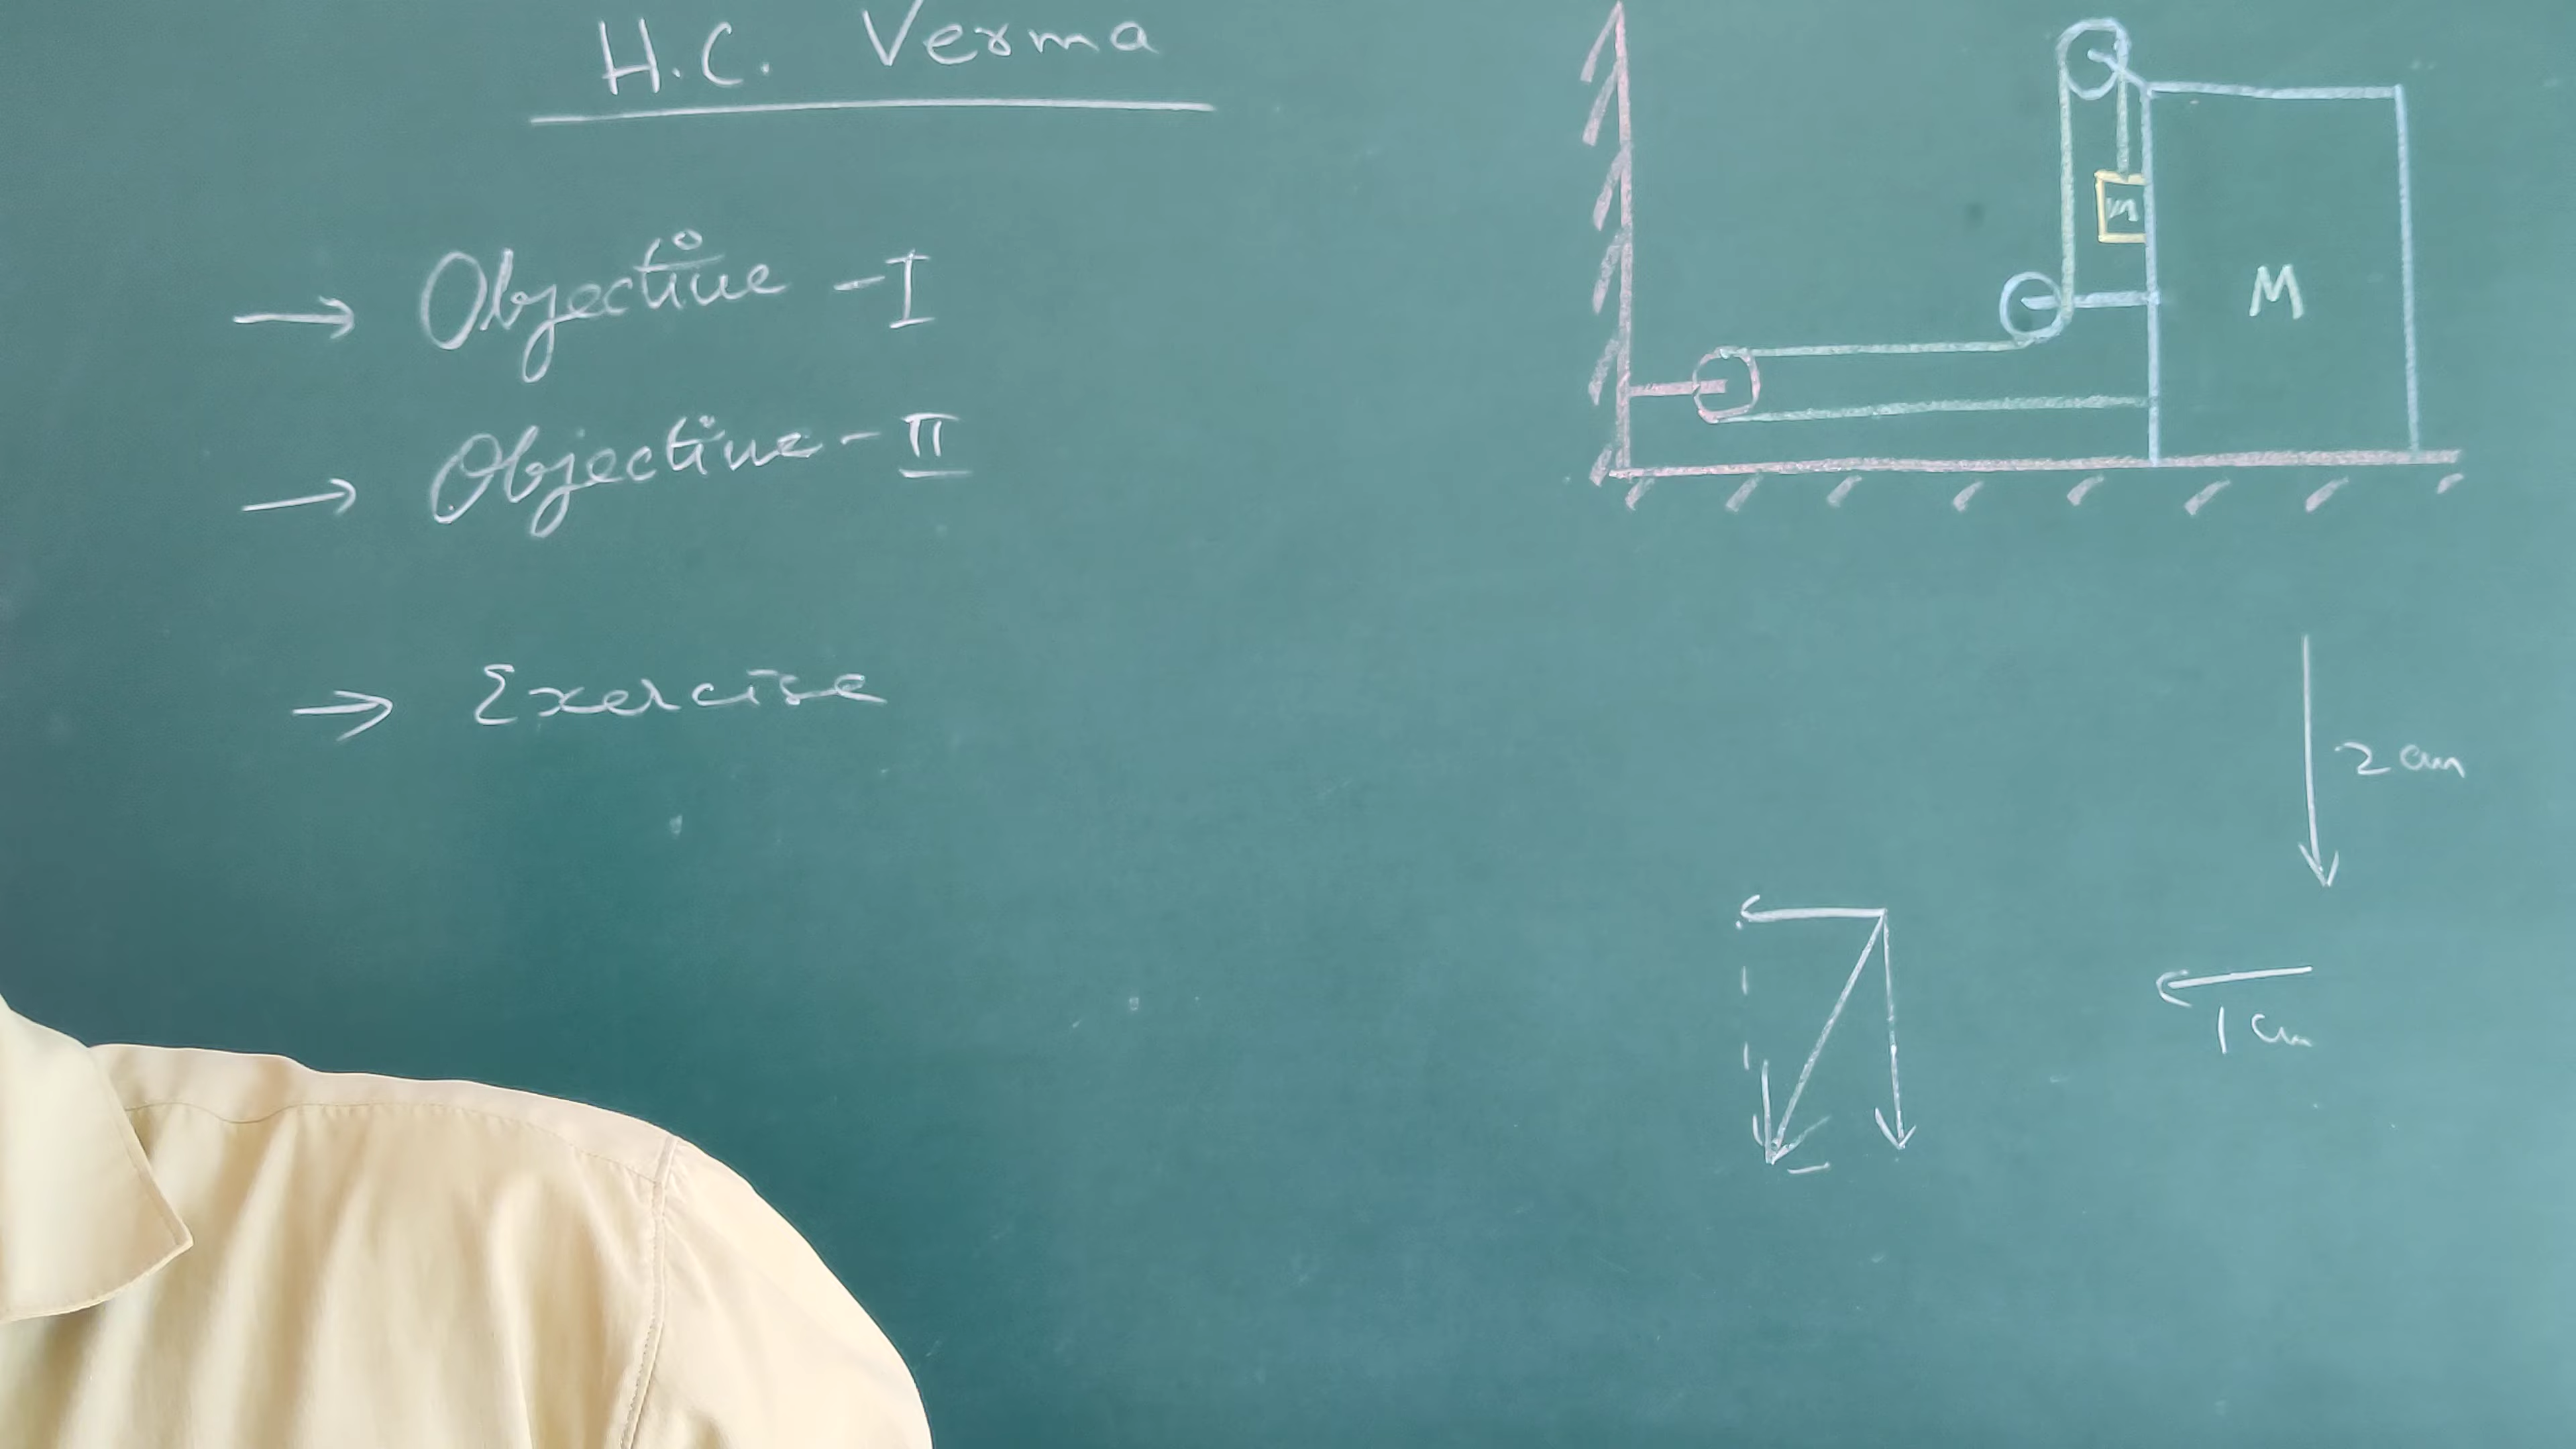 H.C. Verma
→ Objective - I
→ Objective - II
→ Exercise
m
M
2 cm
1 cm